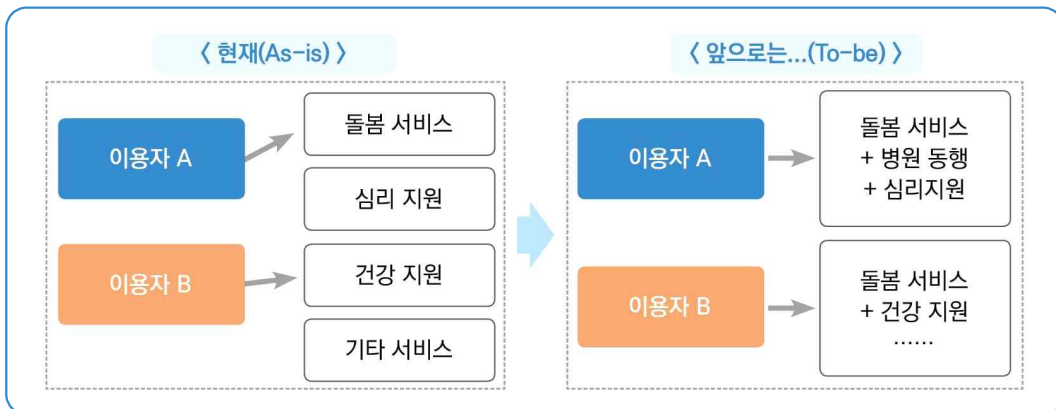 〈 현재(As-is) 〉
이용자 A
돌봄 서비스
심리 지원
이용자 B
건강 지원
기타 서비스
〈 앞으로는…(To-be) 〉
이용자 A
돌봄 서비스
+ 병원 동행
+ 심리지원
이용자 B
돌봄 서비스
+ 건강 지원
……